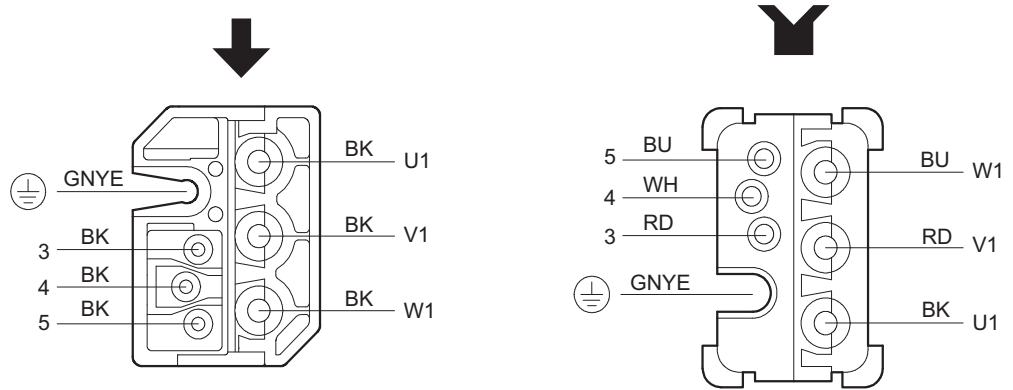 BK U1
GNYE
BK V1
3 BK
4 BK
5 BK
BK W1
5 BU
BU W1
4 WH
3 RD
RD V1
GNYE
BK U1